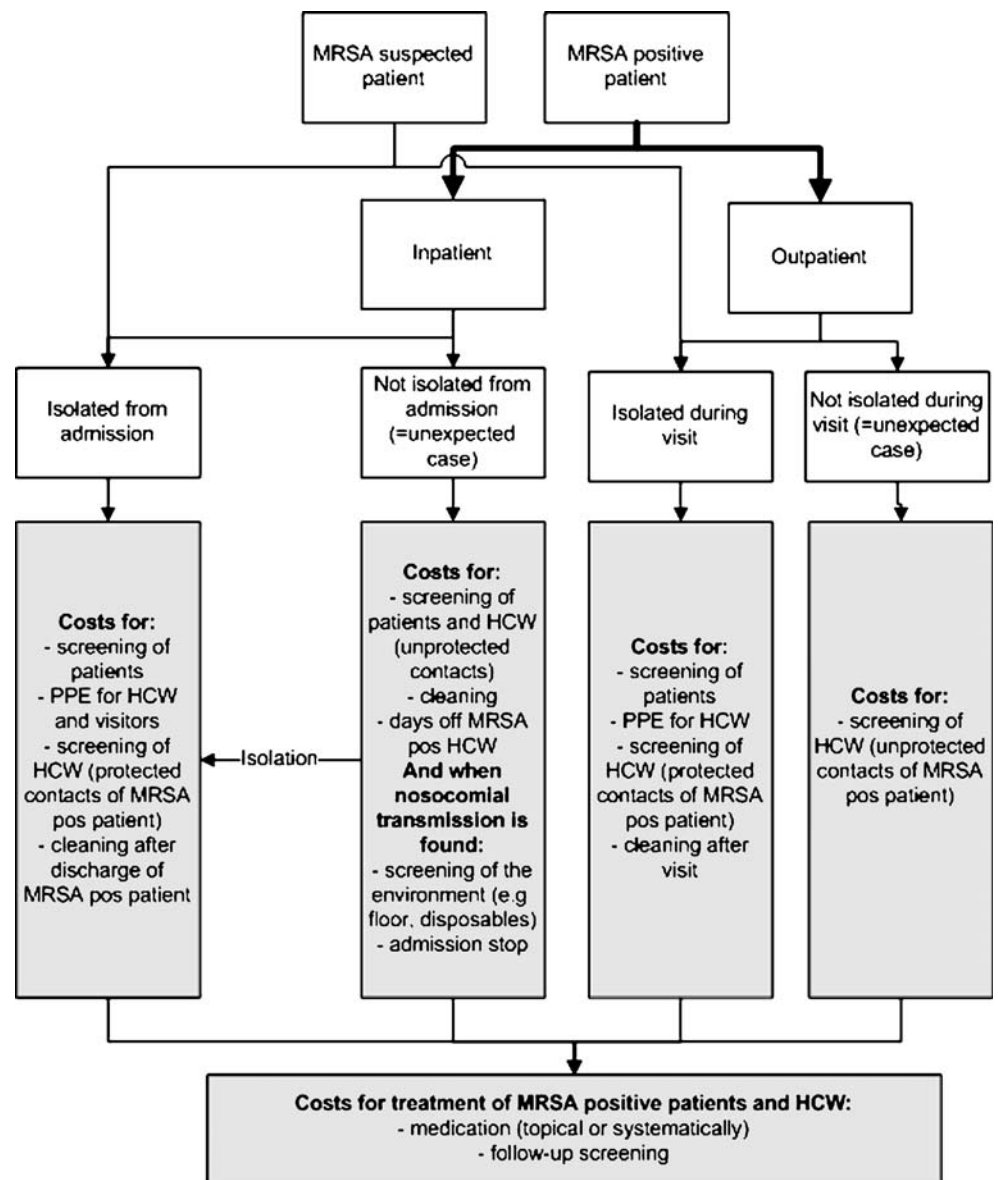 MRSA suspected
patient
MRSA positive
patient
Inpatient
Outpatient
Isolated from
admission
Not isolated from
admission
(=unexpected
case)
Isolated during
visit
Not isolated during
visit (=unexpected
case)
Costs for:
- screening of
patients
- PPE for HCW
and visitors
- screening of
HCW (protected
contacts of MRSA
pos patient)
- cleaning after
discharge of
MRSA pos patient
Isolation
Costs for:
- screening of
patients and HCW
(unprotected
contacts)
- cleaning
- days off MRSA
pos HCW
And when
nosocomial
transmission is
found:
- screening of the
environment (e.g
floor, disposables)
- admission stop
Costs for:
- screening of
patients
- PPE for HCW
- screening of
HCW (protected
contacts of MRSA
pos patient)
- cleaning after
visit
Costs for:
- screening of
HCW (unprotected
contacts of MRSA
pos patient)
Costs for treatment of MRSA positive patients and HCW:
- medication (topical or systematically)
- follow-up screening